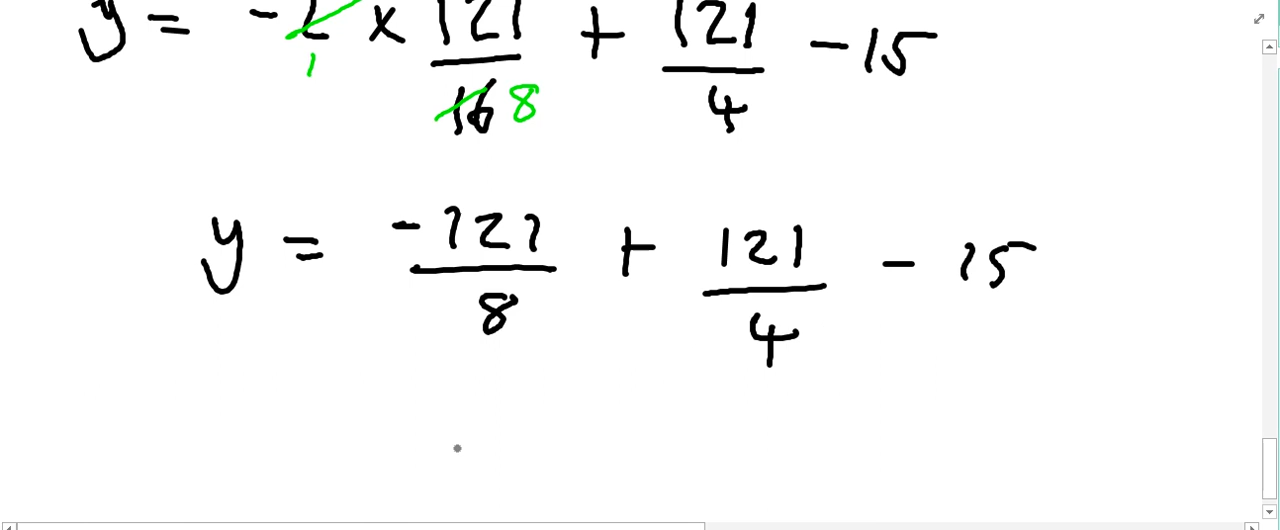 y = -2 × 121/16 + 121/4 - 15
1 8
y = -121/8 + 121/4 - 15